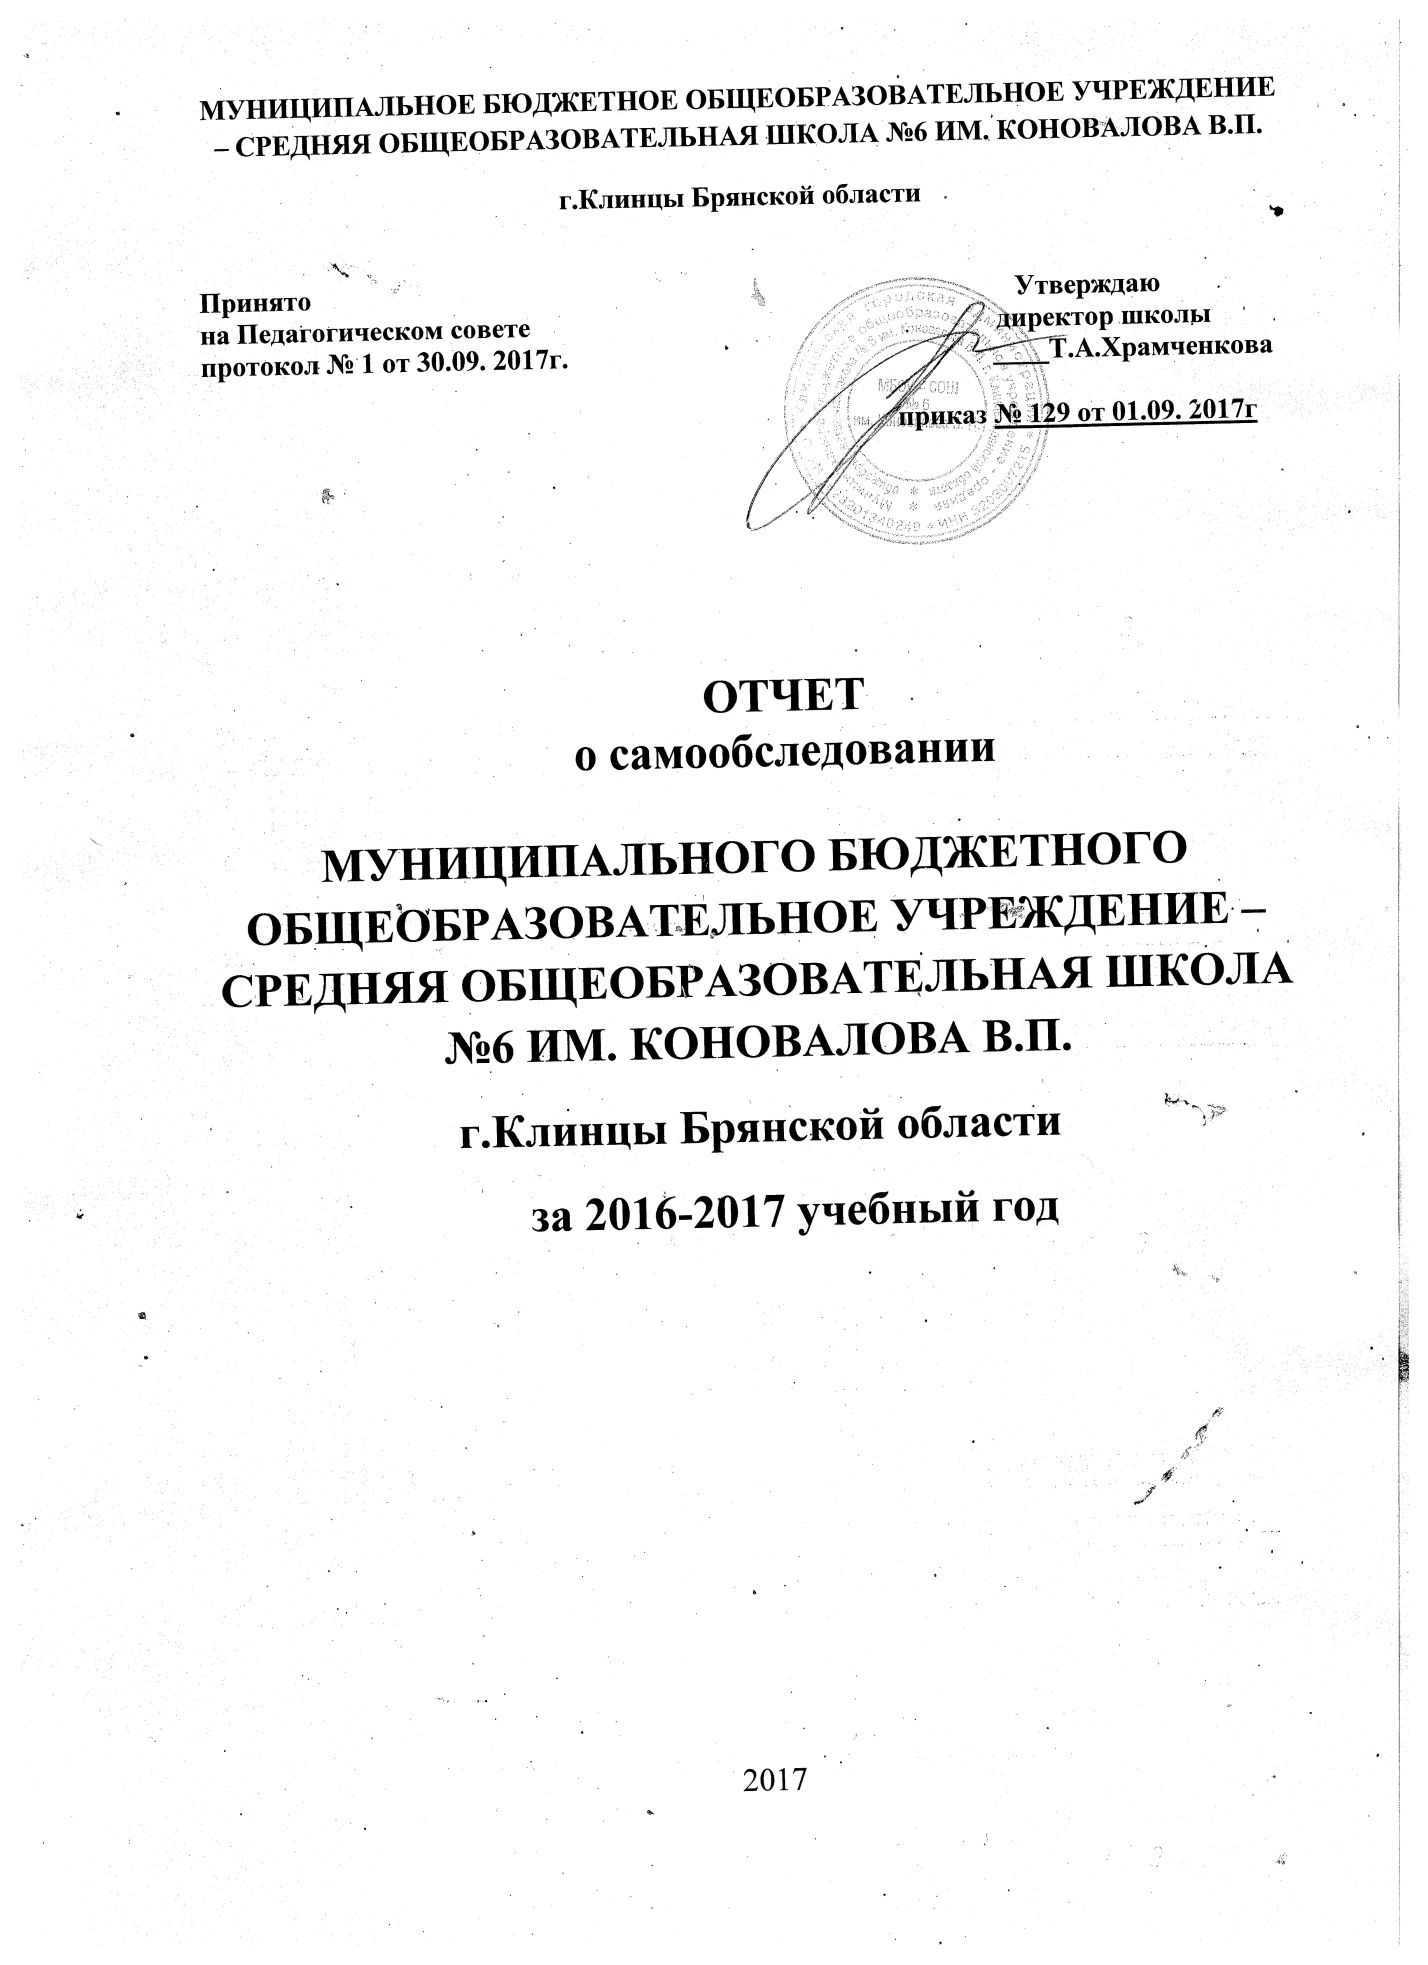 МУНИЦИПАЛЬНОЕ БЮДЖЕТНОЕ ОБЩЕОБРАЗОВАТЕЛЬНОЕ УЧРЕЖДЕНИЕ
– СРЕДНЯЯ ОБЩЕОБРАЗОВАТЕЛЬНАЯ ШКОЛА №6 ИМ. КОНОВАЛОВА В.П.
г.Клинцы Брянской области
Принято
на Педагогическом совете
протокол № 1 от 30.09. 2017г.
Утверждаю
директор школы
____Т.А.Храмченкова
приказ № 129 от 01.09. 2017г
ОТЧЕТ
о самообследовании
МУНИЦИПАЛЬНОГО БЮДЖЕТНОГО
ОБЩЕОБРАЗОВАТЕЛЬНОЕ УЧРЕЖДЕНИЕ –
СРЕДНЯЯ ОБЩЕОБРАЗОВАТЕЛЬНАЯ ШКОЛА
№6 ИМ. КОНОВАЛОВА В.П.
г.Клинцы Брянской области
за 2016-2017 учебный год
2017